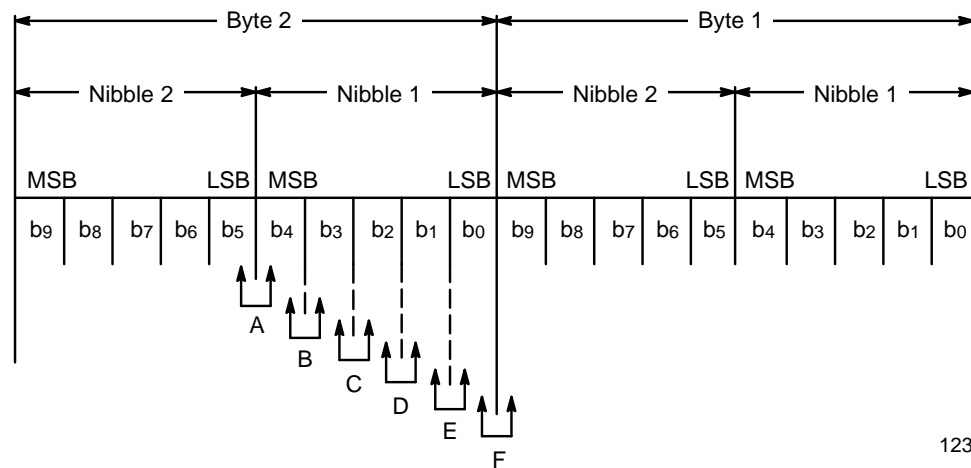 Byte 2 Byte 1
Nibble 2 Nibble 1 Nibble 2 Nibble 1
MSB LSB MSB LSB MSB LSB MSB LSB
b9 b8 b7 b6 b5 b4 b3 b2 b1 b0 b9 b8 b7 b6 b5 b4 b3 b2 b1 b0
A
B
C
D
E
F
123